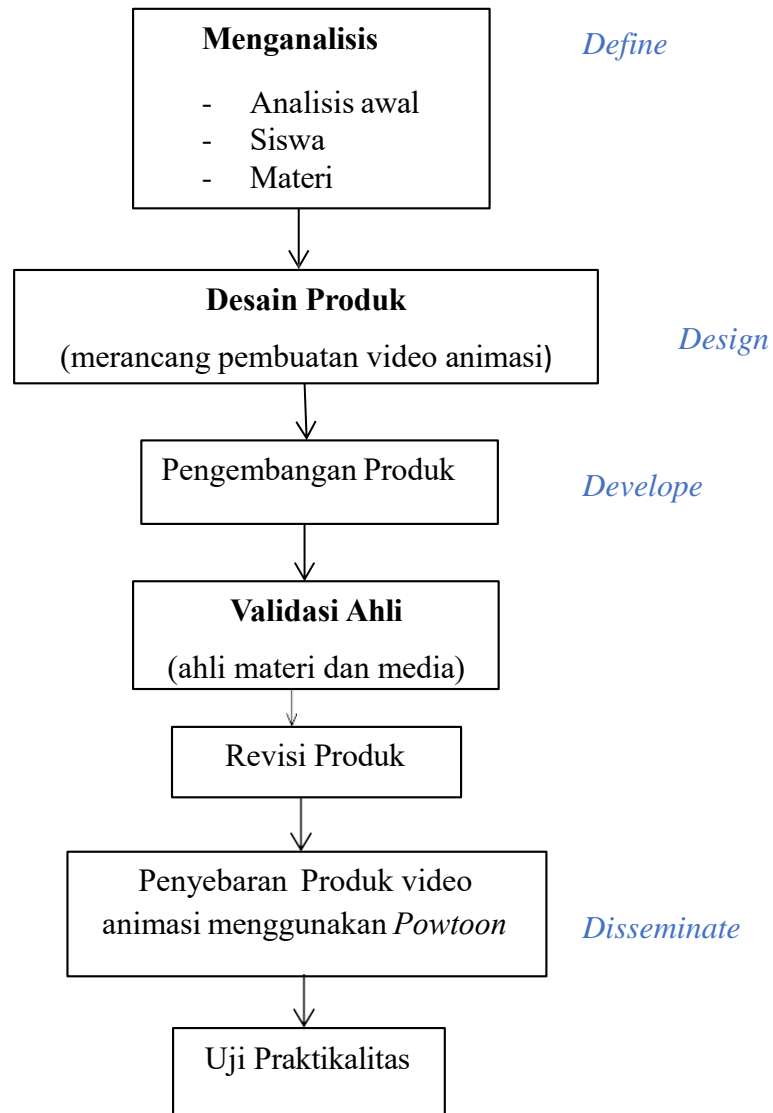 Menganalisis
Define
- Analisis awal
- Siswa
- Materi
Desain Produk
(merancang pembuatan video animasi)
Design
Pengembangan Produk
Develope
Validasi Ahli
(ahli materi dan media)
Revisi Produk
Penyebaran Produk video
animasi menggunakan Powtoon
Disseminate
Uji Praktikalitas